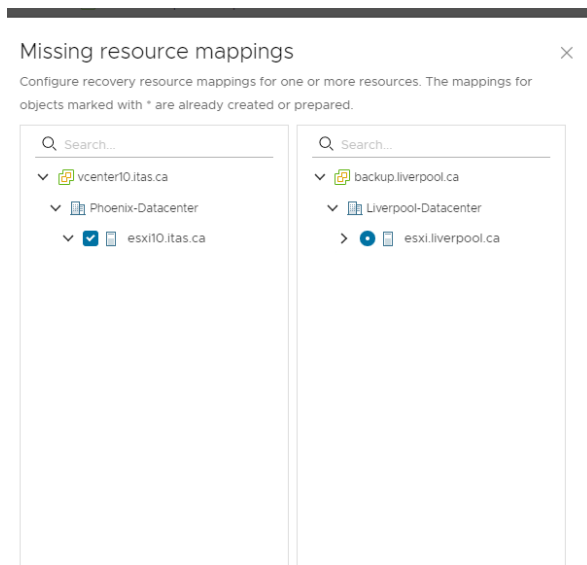 Missing resource mappings
Configure recovery resource mappings for one or more resources. The mappings for
objects marked with * are already created or prepared.
Search...
vcenter10.itas.ca
Phoenix-Datacenter
esxi10.itas.ca
Search...
backup.liverpool.ca
Liverpool-Datacenter
esxi.liverpool.ca